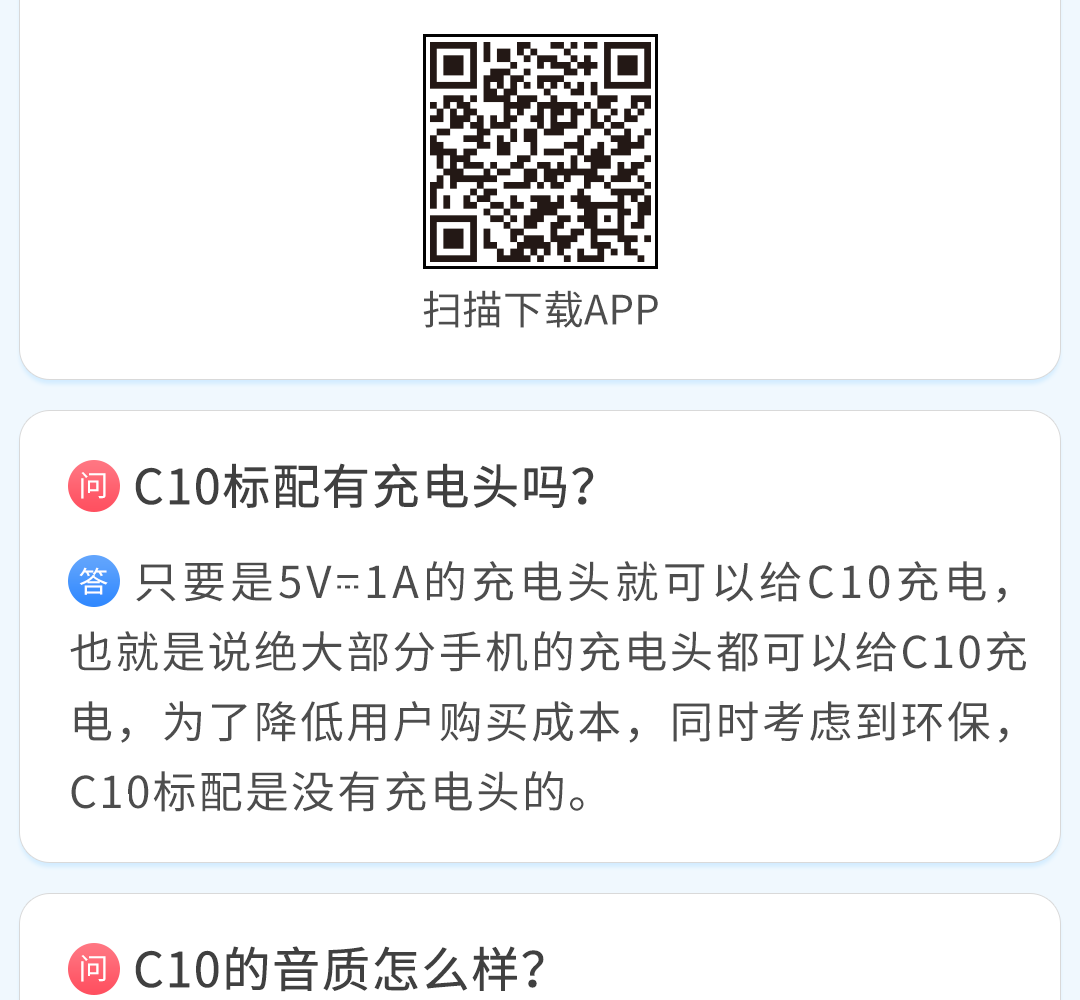 扫描下载APP
问 C10标配有充电头吗？
答 只要是5V⎓1A的充电头就可以给C10充电，
也就是说绝大部分手机的充电头都可以给C10充
电，为了降低用户购买成本，同时考虑到环保，
C10标配是没有充电头的。
问 C10的音质怎么样？